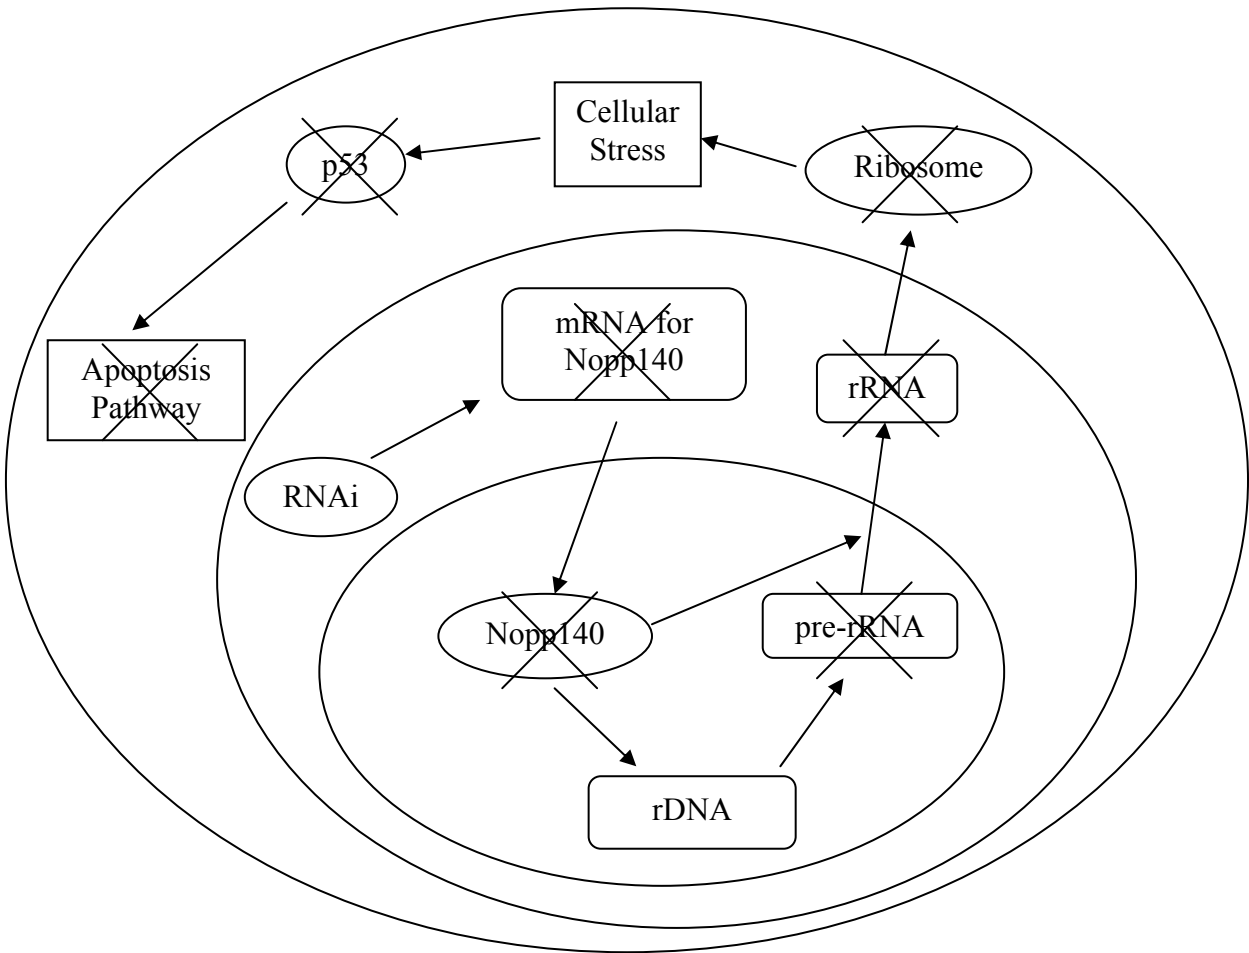 Cellular
Stress
p53
Ribosome
mRNA for
Nopp140
Apoptosis
Pathway
rRNA
RNAi
Nopp140
pre-rRNA
rDNA